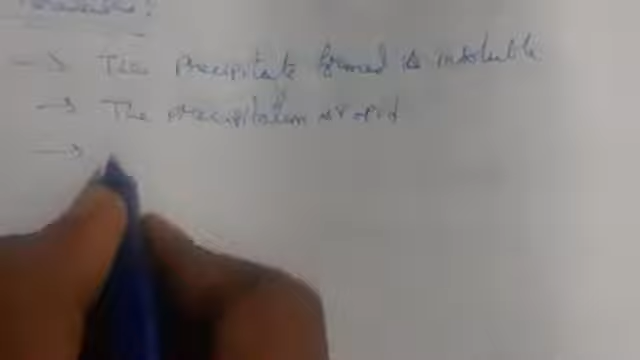 → The precipitate formed is insoluble
→ The precipitation is rapid
→